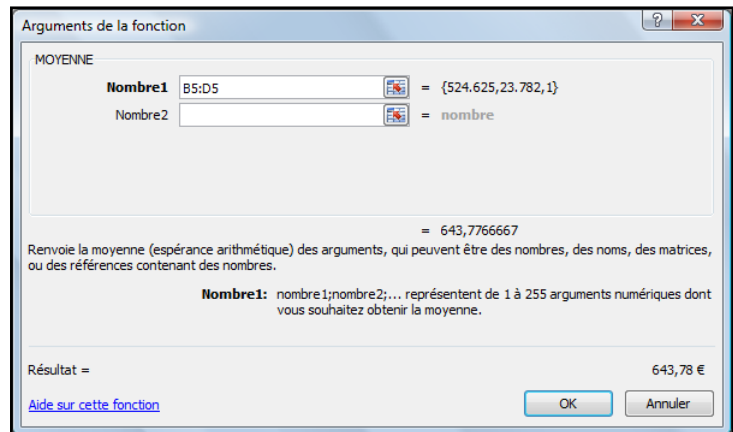 Arguments de la fonction
MOYENNE
Nombre1 B5:D5 = {524.625,23.782,1}
Nombre2 = nombre
= 643,7766667
Renvoie la moyenne (espérance arithmétique) des arguments, qui peuvent être des nombres, des noms, des matrices,
ou des références contenant des nombres.
Nombre1: nombre1;nombre2;... représentent de 1 à 255 arguments numériques dont
vous souhaitez obtenir la moyenne.
Résultat = 643,78 €
Aide sur cette fonction OK Annuler